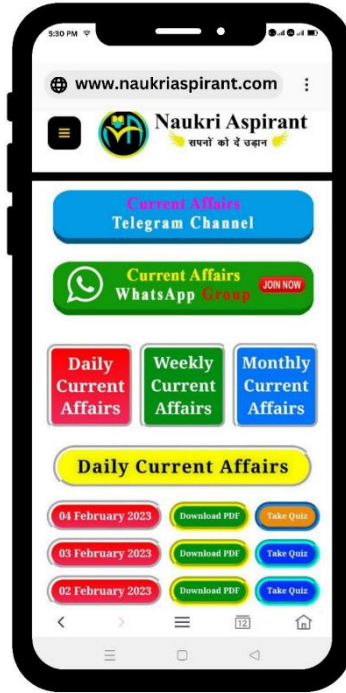 5:30 PM
www.naukriaspirant.com
Naukri Aspirant
सपनों को दें उड़ान
Current Affairs
Telegram Channel
Current Affairs
WhatsApp Group
JOIN NOW
Daily Current Affairs
Weekly Current Affairs
Monthly Current Affairs
Daily Current Affairs
04 February 2023 Download PDF Take Quiz
03 February 2023 Download PDF Take Quiz
02 February 2023 Download PDF Take Quiz
12